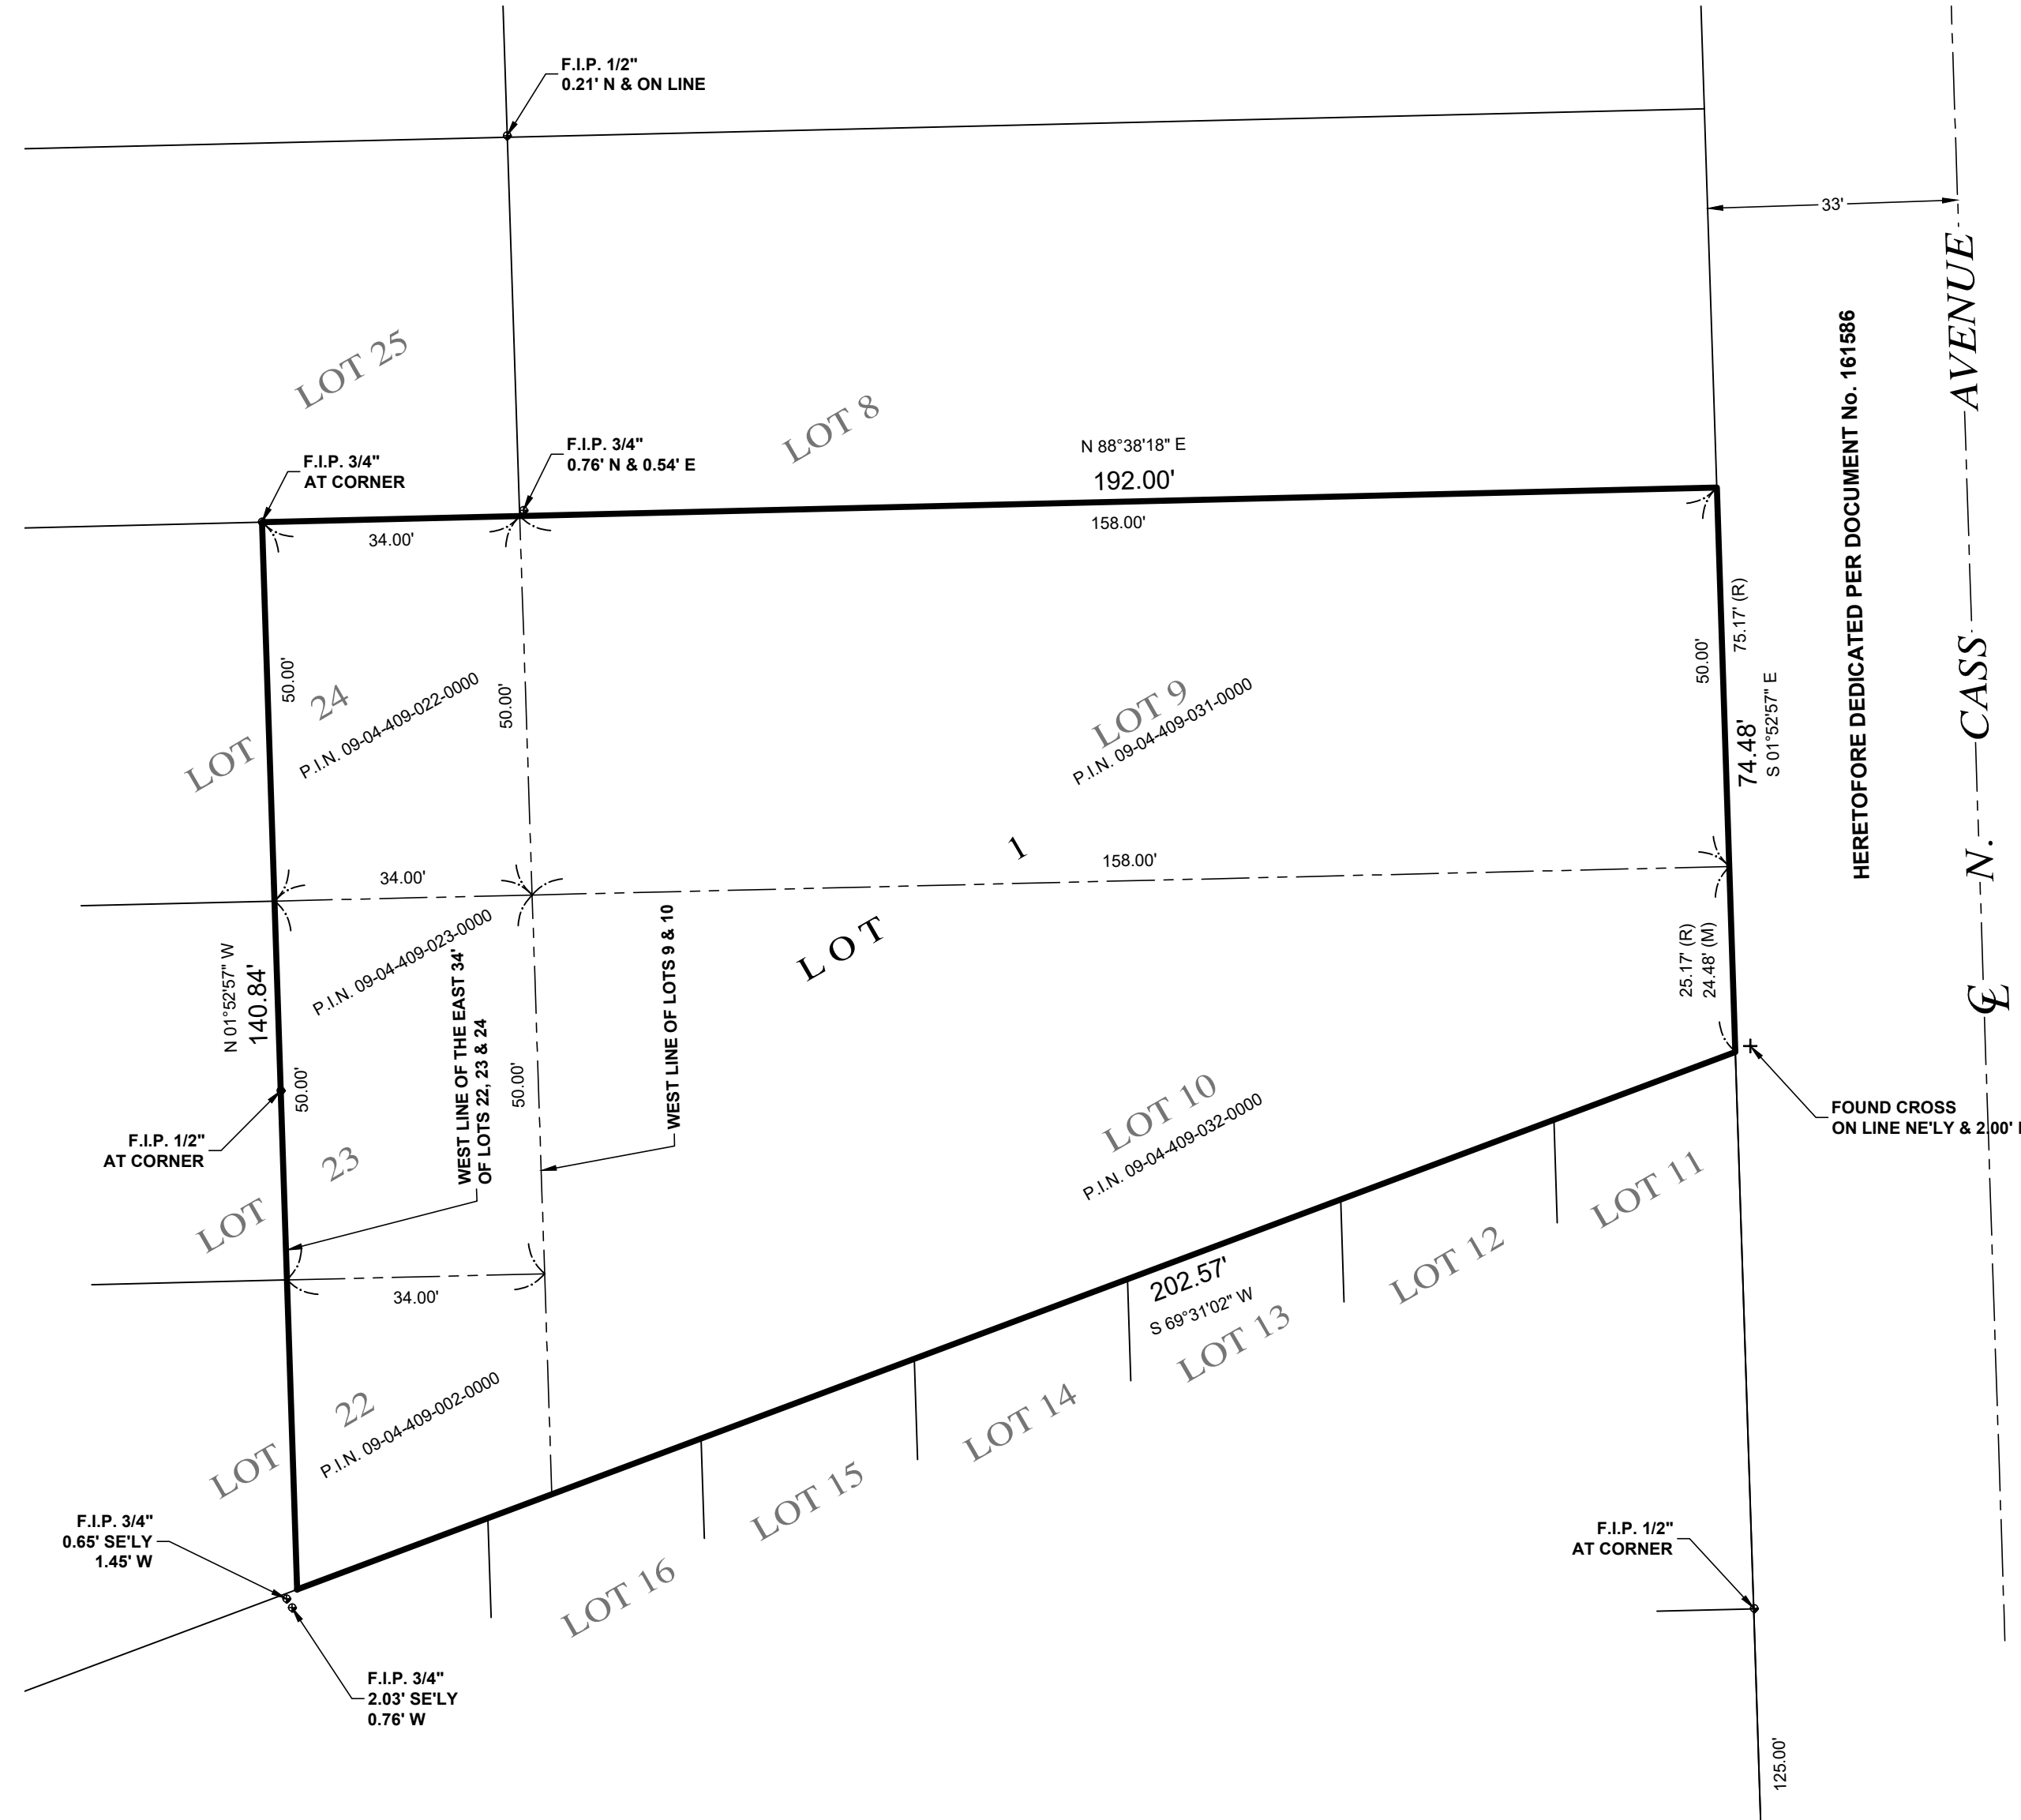 F.I.P. 1/2"
0.21' N & ON LINE
33'
AVENUE
CASS
N.
℄
HERETOFORE DEDICATED PER DOCUMENT No. 161586
LOT 25
LOT 8
F.I.P. 3/4"
AT CORNER
F.I.P. 3/4"
0.76' N & 0.54' E
N 88°38'18" E
192.00'
158.00'
34.00'
50.00'
50.00'
50.00'
75.17' (R)
74.48'
S 01°52'57" E
LOT 24
P.I.N. 09-04-409-022-0000
LOT 9
P.I.N. 09-04-409-031-0000
34.00'
158.00'
LOT 1
P.I.N. 09-04-409-023-0000
N 01°52'57" W
140.84'
50.00'
50.00'
WEST LINE OF THE EAST 34'
OF LOTS 22, 23 & 24
WEST LINE OF LOTS 9 & 10
25.17' (R)
24.48' (M)
F.I.P. 1/2"
AT CORNER
LOT 23
LOT 10
P.I.N. 09-04-409-032-0000
FOUND CROSS
ON LINE NE'LY & 2.00'
34.00'
202.57'
S 69°31'02" W
LOT 11
LOT 12
LOT 13
LOT 14
LOT 15
LOT 16
LOT 22
P.I.N. 09-04-409-002-0000
F.I.P. 3/4"
0.65' SE'LY
1.45' W
F.I.P. 3/4"
2.03' SE'LY
0.76' W
F.I.P. 1/2"
AT CORNER
125.00'